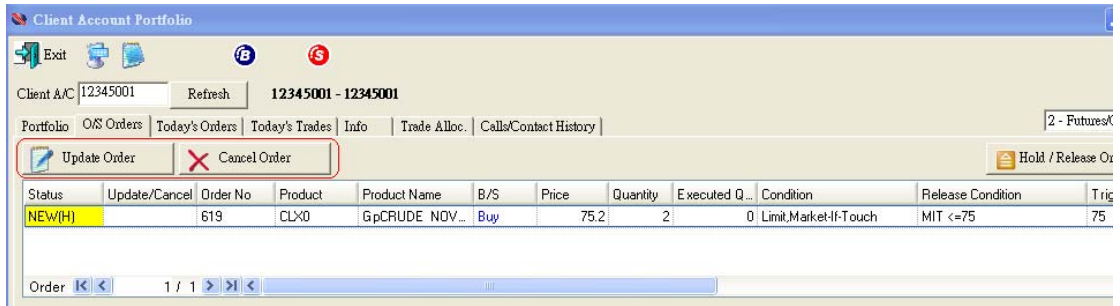 Client Account Portfolio
Exit B S
Client A/C 12345001 Refresh 12345001 - 12345001
Portfolio O/S Orders Today's Orders Today's Trades Info Trade Alloc. Calls/Contact History 2 - Futures/
Update Order Cancel Order Hold / Release Or
Status Update/Cancel Order No Product Product Name B/S Price Quantity Executed Q... Condition Release Condition Trig
NEW(H) 619 CLX0 GpCRUDE NOV... Buy 75.2 2 0 Limit,Market-If-Touch MIT <=75 75
Order 1 / 1